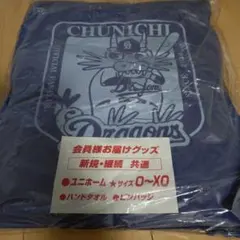 CHUNICHI
Dragons
会員様お届けグッズ
新規・継続 共通
●ユニホーム ★サイズ O〜XO
●ハンドタオル ●ピンバッジ